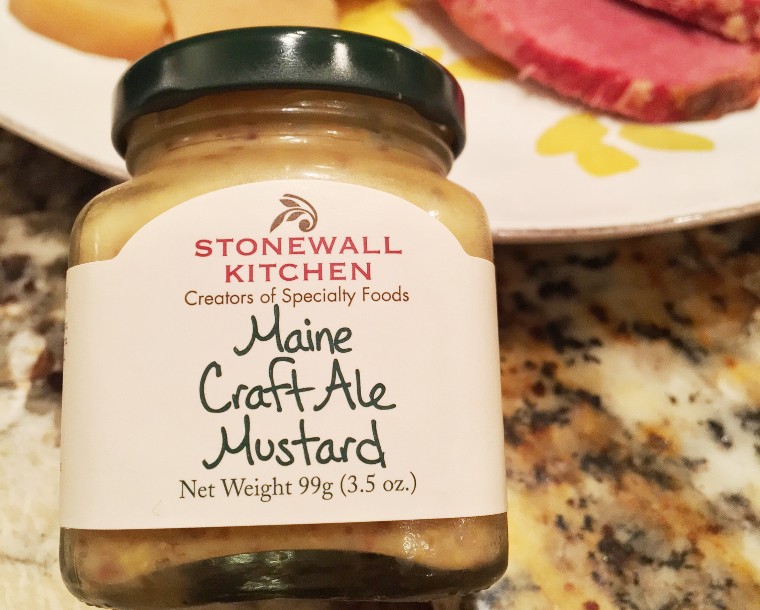 STONEWALL
KITCHEN
Creators of Specialty Foods
Maine
Craft Ale
Mustard
Net Weight 99g (3.5 oz.)